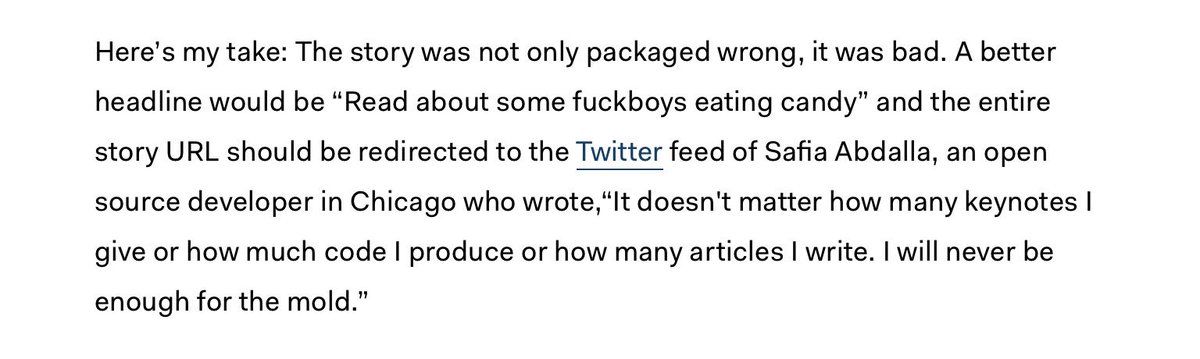 Here’s my take: The story was not only packaged wrong, it was bad. A better
headline would be “Read about some fuckboys eating candy” and the entire
story URL should be redirected to the Twitter feed of Safia Abdalla, an open
source developer in Chicago who wrote,“It doesn't matter how many keynotes I
give or how much code I produce or how many articles I write. I will never be
enough for the mold.”